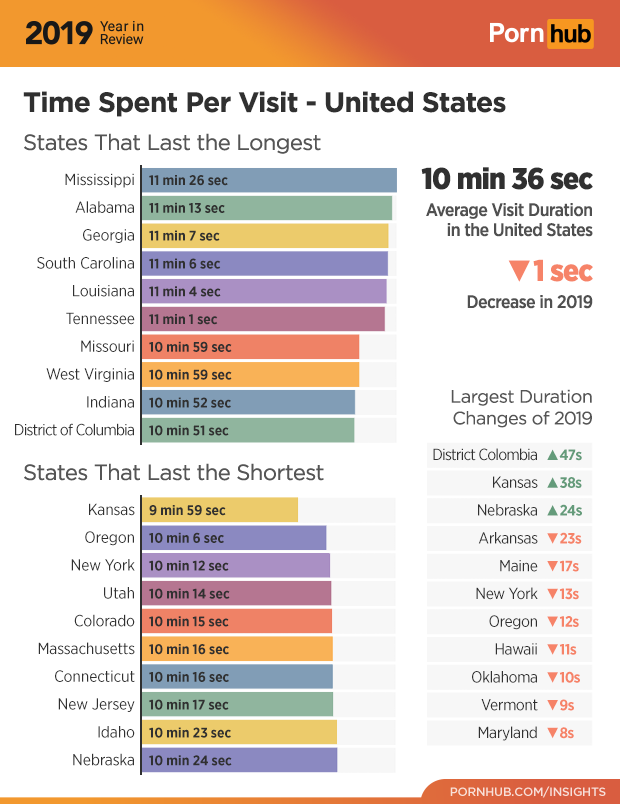 2019 Year in Review
Pornhub
Time Spent Per Visit - United States
States That Last the Longest
Mississippi 11 min 26 sec
Alabama 11 min 13 sec
Georgia 11 min 7 sec
South Carolina 11 min 6 sec
Louisiana 11 min 4 sec
Tennessee 11 min 1 sec
Missouri 10 min 59 sec
West Virginia 10 min 59 sec
Indiana 10 min 52 sec
District of Columbia 10 min 51 sec
10 min 36 sec
Average Visit Duration
in the United States
▼1 sec
Decrease in 2019
States That Last the Shortest
Kansas 9 min 59 sec
Oregon 10 min 6 sec
New York 10 min 12 sec
Utah 10 min 14 sec
Colorado 10 min 15 sec
Massachusetts 10 min 16 sec
Connecticut 10 min 16 sec
New Jersey 10 min 17 sec
Idaho 10 min 23 sec
Nebraska 10 min 24 sec
Largest Duration
Changes of 2019
District Colombia ▲47s
Kansas ▲38s
Nebraska ▲24s
Arkansas ▼23s
Maine ▼17s
New York ▼13s
Oregon ▼12s
Hawaii ▼11s
Oklahoma ▼10s
Vermont ▼9s
Maryland ▼8s
PORNHUB.COM/INSIGHTS